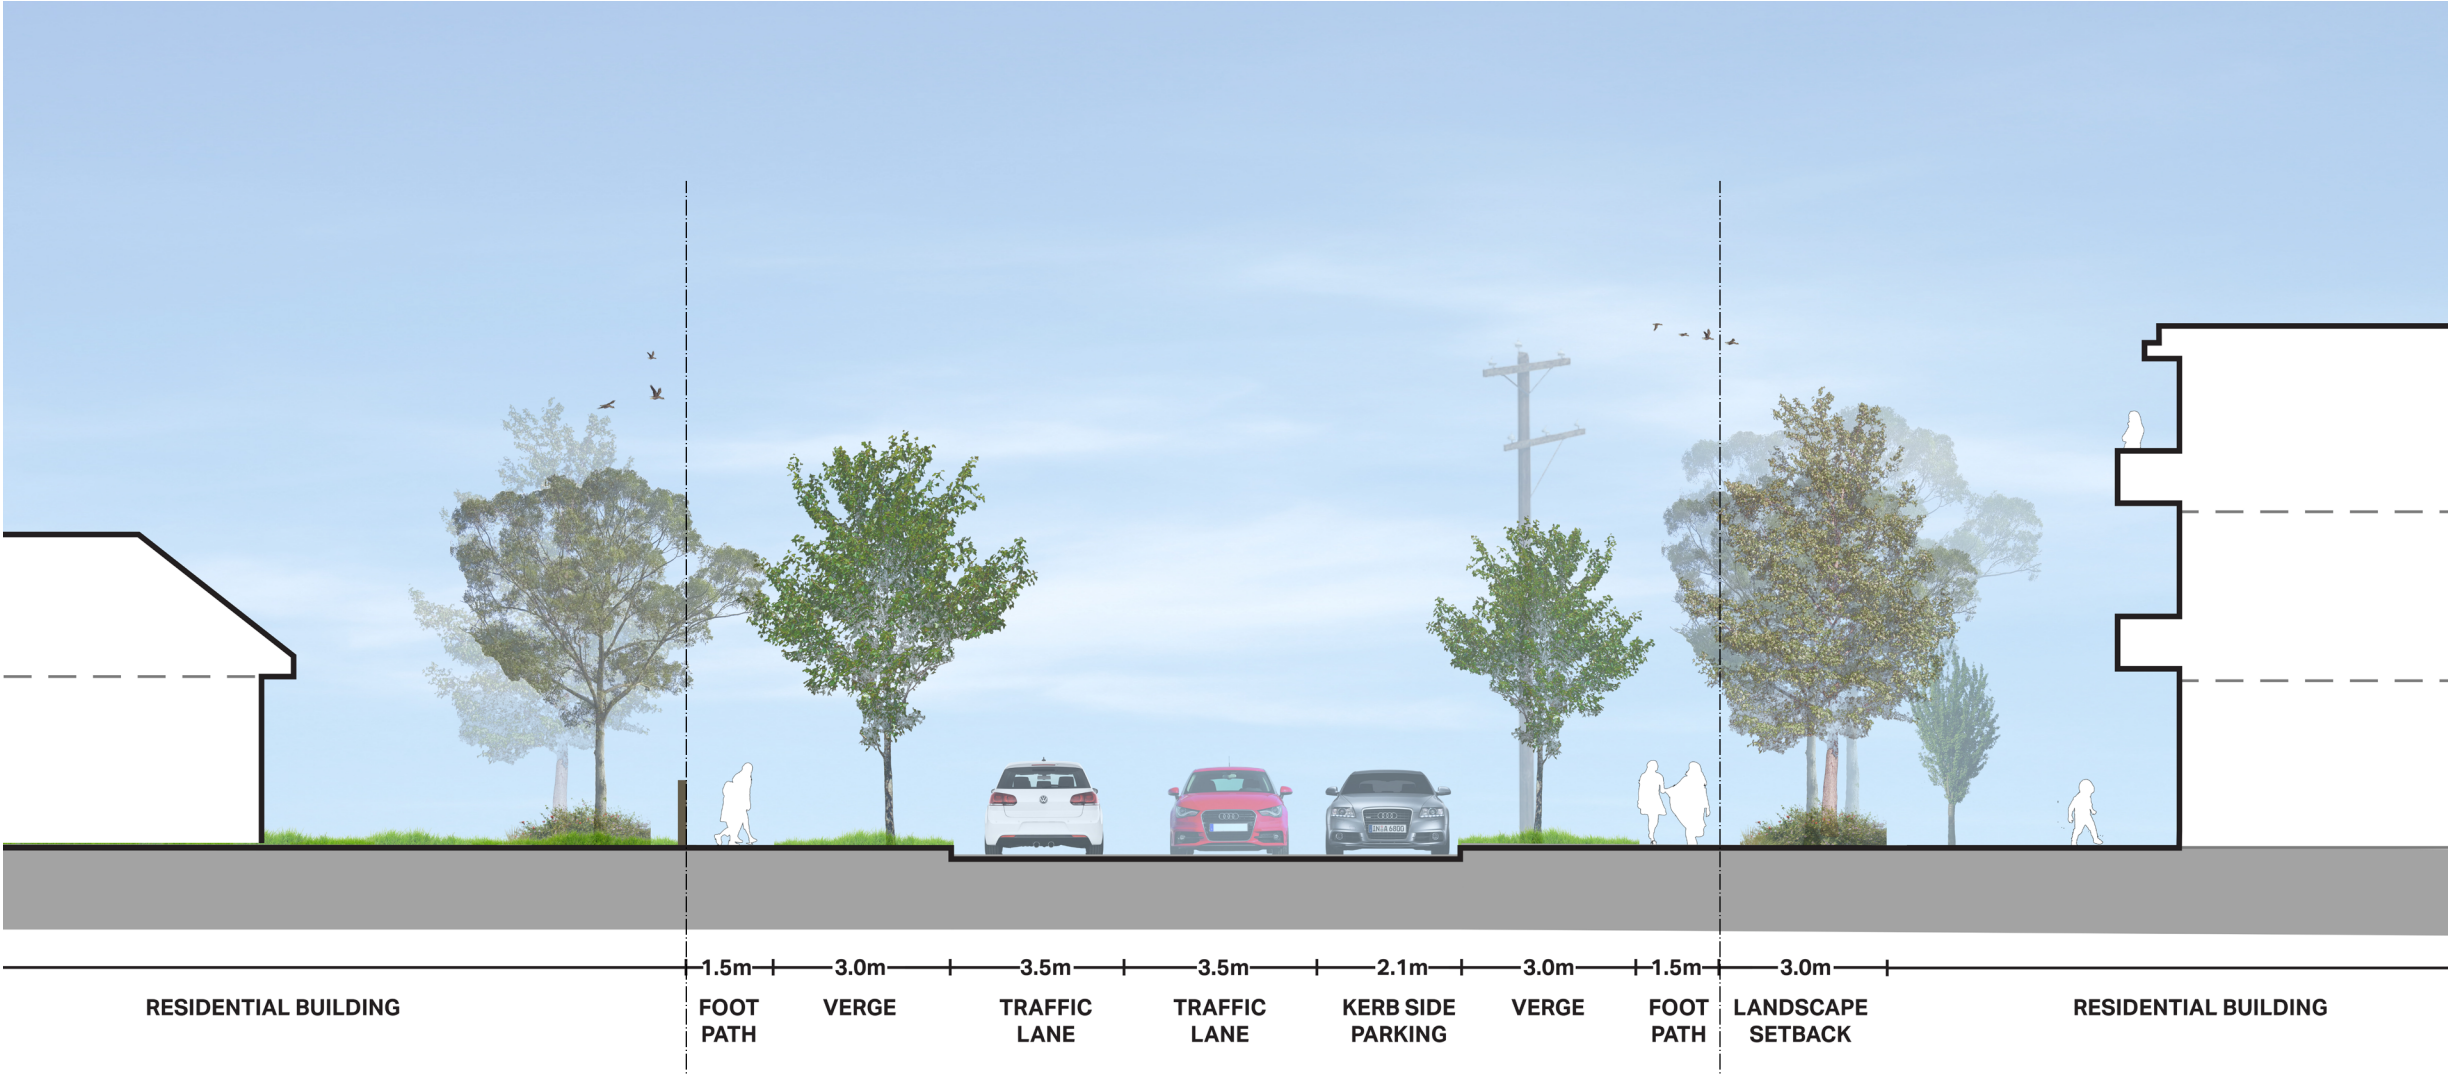 1.5m 3.0m 3.5m 3.5m 2.1m 3.0m 1.5m 3.0m
RESIDENTIAL BUILDING
FOOT
PATH
VERGE
TRAFFIC
LANE
TRAFFIC
LANE
KERB SIDE
PARKING
VERGE
FOOT
PATH
LANDSCAPE
SETBACK
RESIDENTIAL BUILDING